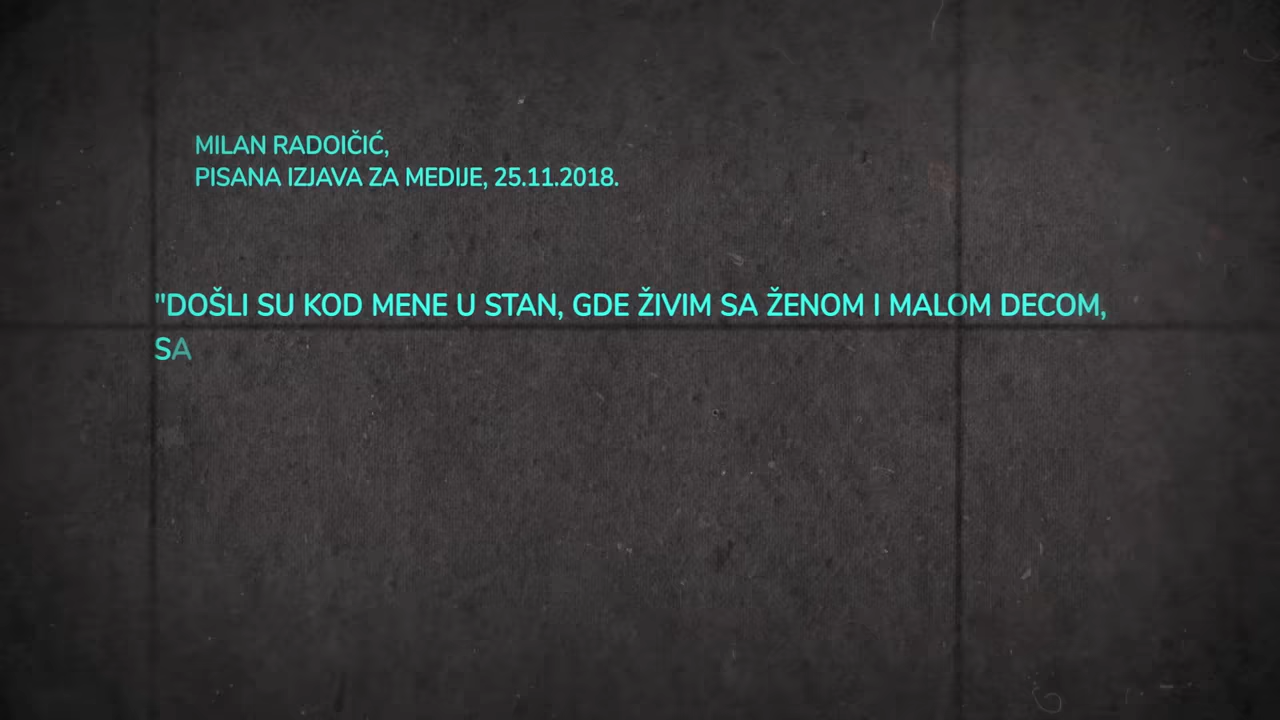 MILAN RADOIČIĆ,
PISANA IZJAVA ZA MEDIJE, 25.11.2018.
"DOŠLI SU KOD MENE U STAN, GDE ŽIVIM SA ŽENOM I MALOM DECOM,
SA